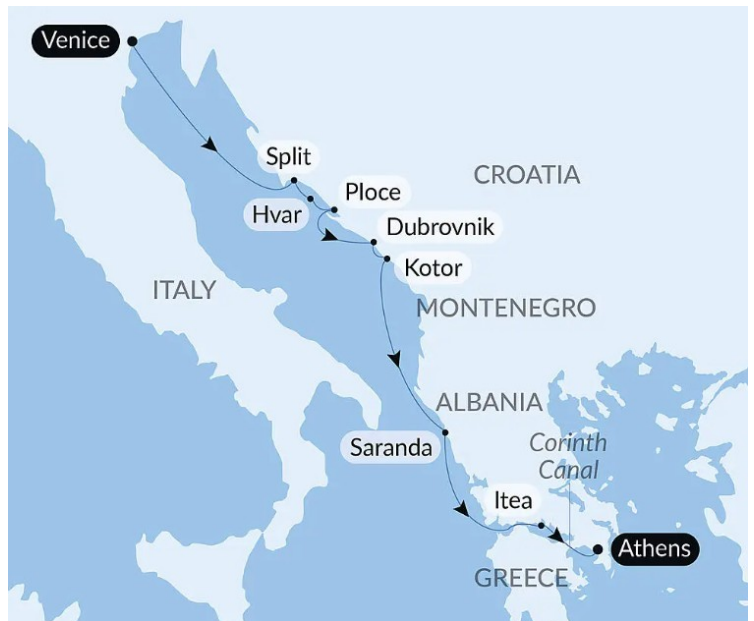 Venice
Split
CROATIA
Ploce
Hvar
Dubrovnik
Kotor
ITALY
MONTENEGRO
ALBANIA
Saranda
Corinth
Canal
Itea
Athens
GREECE